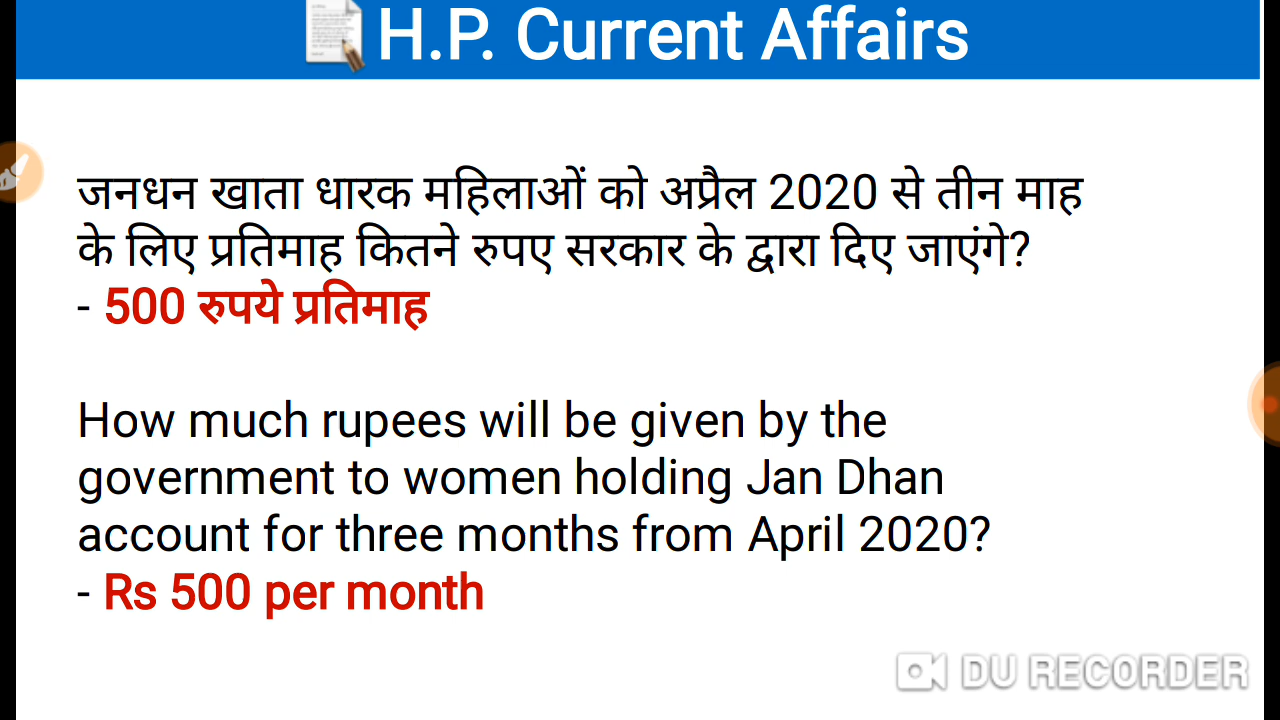 H.P. Current Affairs
जनधन खाता धारक महिलाओं को अप्रैल 2020 से तीन माह
के लिए प्रतिमाह कितने रुपए सरकार के द्वारा दिए जाएंगे?
- 500 रुपये प्रतिमाह
How much rupees will be given by the
government to women holding Jan Dhan
account for three months from April 2020?
- Rs 500 per month
DU RECORDER